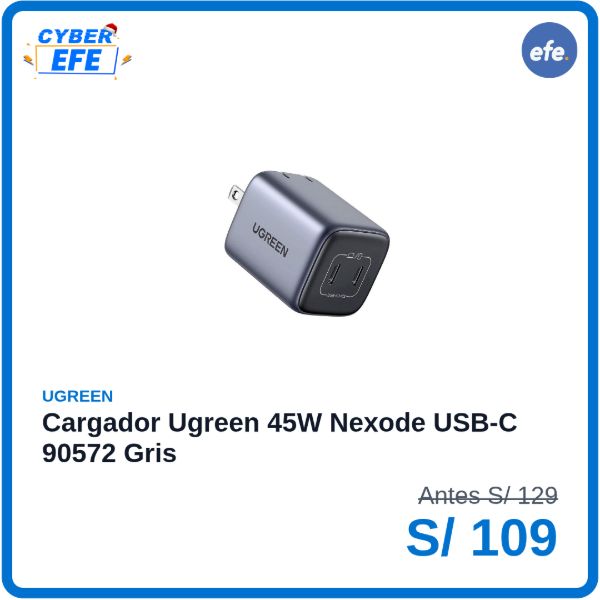 CYBER
EFE
efe.
UGREEN
UGREEN
Cargador Ugreen 45W Nexode USB-C
90572 Gris
Antes S/ 129
S/ 109